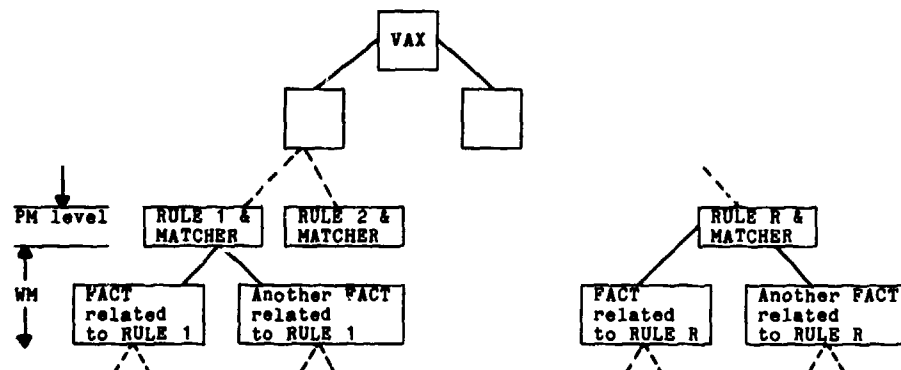 VAX
PM level
RULE 1 &
MATCHER
RULE 2 &
MATCHER
RULE R &
MATCHER
WM
FACT
related
to RULE 1
Another FACT
related
to RULE 1
FACT
related
to RULE R
Another FACT
related
to RULE R